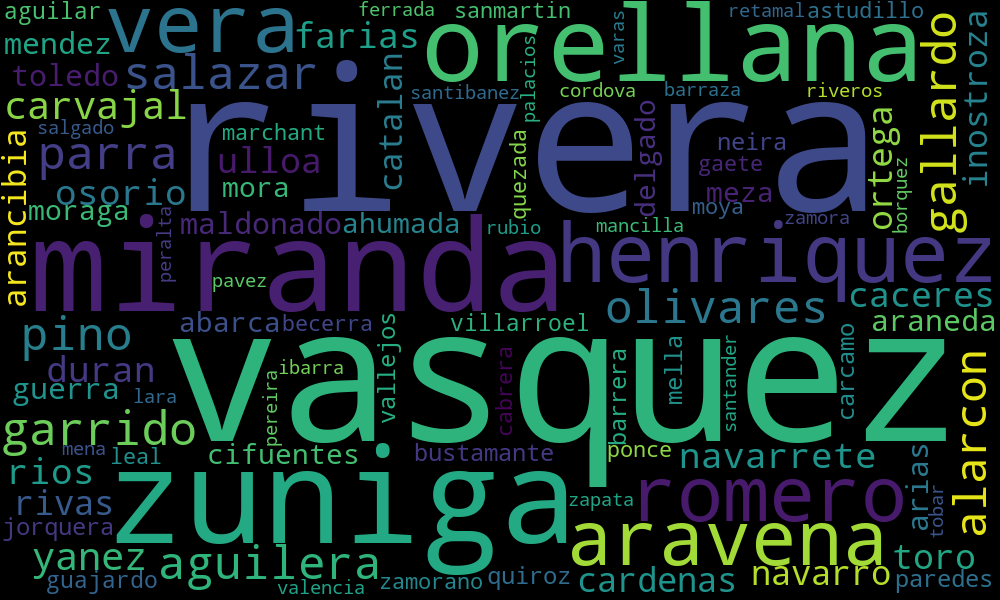 aguilar
vera
ferrada
sanmartin
retamal
astudillo
mendez
farias
orellana
varas
gallardo
inostroza
toledo
salazar
catalan
santibanez
palacios
cordova
barraza
riveros
carvajal
rivera
salgado
marchant
quezada
delgado
neira
ortega
arancibia
parra
ulloa
gaete
borquez
osorio
mora
meza
moraga
maldonado
ahumada
rubio
mancilla
moya
zamora
peralta
miranda
henriquez
pavez
olivares
caceres
pino
abarca
becerra
vallejos
villarroel
araneda
duran
ibarra
vasquez
cabrera
barrera
mella
santander
carcamo
alarcon
guerra
lara
pereira
garrido
mena
leal
cifuentes
bustamante
ponce
navarrete
arias
rios
zuniga
zapata
romero
tobar
rivas
jorquera
aravena
yanez
aguilera
toro
guajardo
valencia
zamorano
quiroz
cardenas
navarro
paredes